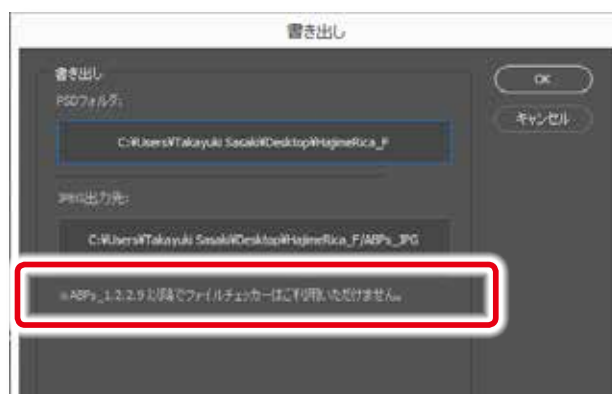 書き出し
書き出し
PSDフォルダ:
OK
キャンセル
C:¥Users¥Takayuki Sasaki¥Desktop¥HajimeRica_F
JPEG出力先:
C:¥Users¥Takayuki Sasaki¥Desktop¥HajimeRica_F/ABPs_JPG
※ABPs_1.2.2.9 以降でファイルチェッカーはご利用いただけません。